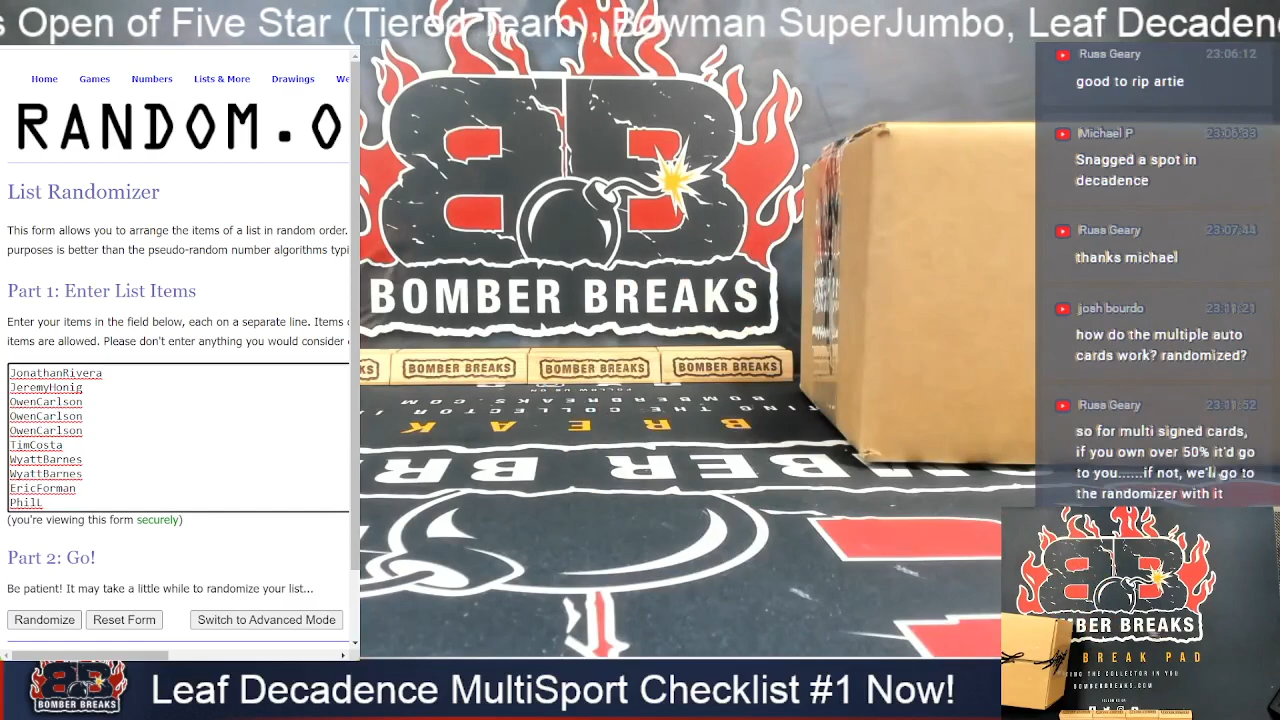 s Open of Five Star (Tiered Team), Bowman SuperJumbo, Leaf Decadenc
Home Games Numbers Lists & More Drawings We
RANDOM.O
List Randomizer
This form allows you to arrange the items of a list in random order.
purposes is better than the pseudo-random number algorithms typi
Part 1: Enter List Items
Enter your items in the field below, each on a separate line. Items
items are allowed. Please don't enter anything you would consider
JonathanRivera
JeremyHonig
OwenCarlson
OwenCarlson
OwenCarlson
TimCosta
WyattBarnes
WyattBarnes
EricForman
PhilL
(you're viewing this form securely)
Part 2: Go!
Be patient! It may take a little while to randomize your list...
Randomize Reset Form Switch to Advanced Mode
BB
BOMBER BREAKS
KS BOMBER BREAKS BOMBER BREAKS BOMBER BREAKS
Russ Geary 23:06:12
good to rip artie
Michael P
Snagged a spot in
decadence
Russ Geary 23:07:44
thanks michael
josh bourdo 23:11:21
how do the multiple auto
cards work? randomized?
Russ Geary 23:11:52
so for multi signed cards,
if you own over 50% it'd go
to you......if not, we'll go to
the randomizer with it
BB
MBER BREAKS
BREAK PAD
BOMBERBREAKS.COM
BB
BOMBER BREAKS
Leaf Decadence MultiSport Checklist #1 Now!